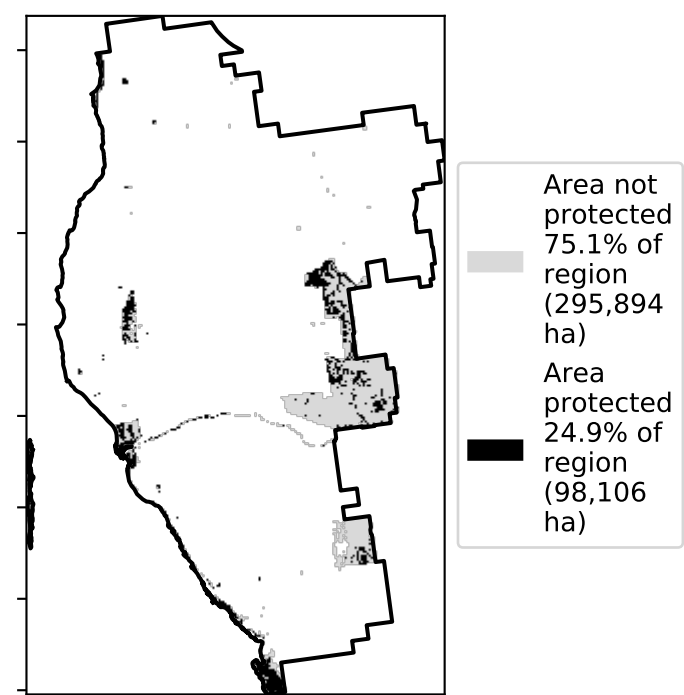 Area not
protected
75.1% of
region
(295,894
ha)
Area
protected
24.9% of
region
(98,106
ha)